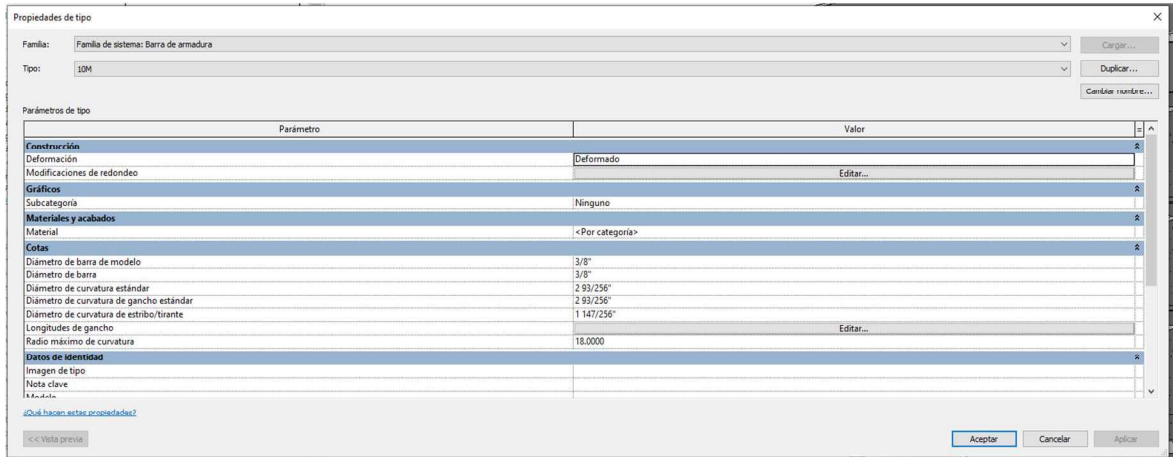 Propiedades de tipo
Familia: Familia de sistema: Barra de armadura Cargar...
Tipo: 10M Duplicar...
Cambiar nombre...
Parámetros de tipo
Parámetro Valor =
Construcción
Deformación Deformado
Modificaciones de redondeo Editar...
Gráficos
Subcategoría Ninguno
Materiales y acabados
Material <Por categoría>
Cotas
Diámetro de barra de modelo 3/8"
Diámetro de barra 3/8"
Diámetro de curvatura estándar 2 93/256"
Diámetro de curvatura de gancho estándar 2 93/256"
Diámetro de curvatura de estribo/tirante 1 147/256"
Longitudes de gancho Editar...
Radio máximo de curvatura 18.0000
Datos de identidad
Imagen de tipo
Nota clave
Modelo
¿Qué hacen estas propiedades?
<< Vista previa Aceptar Cancelar Aplicar